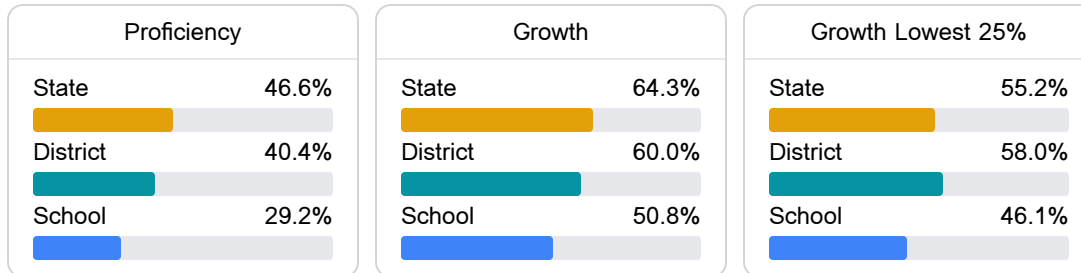 Proficiency
State 46.6%
District 40.4%
School 29.2%
Growth
State 64.3%
District 60.0%
School 50.8%
Growth Lowest 25%
State 55.2%
District 58.0%
School 46.1%